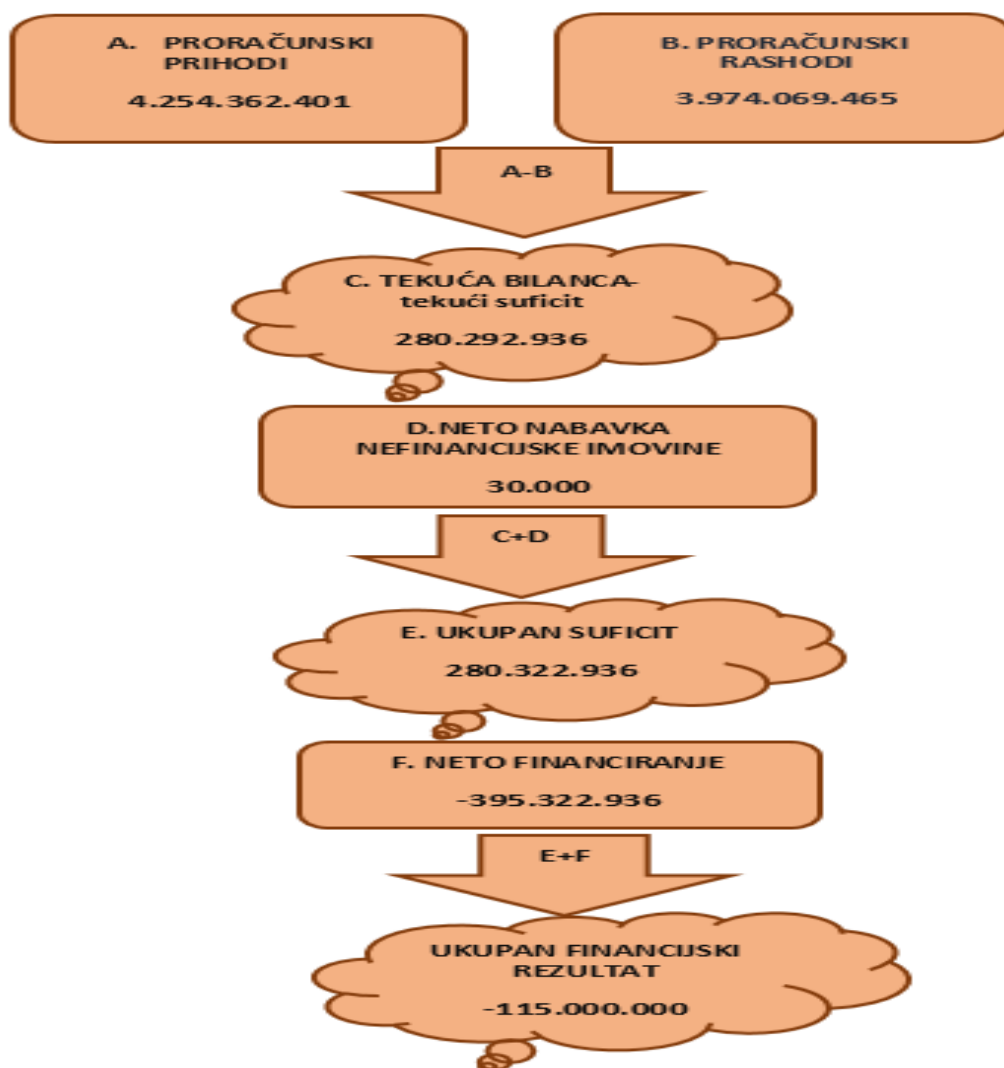 A. PRORAČUNSKI
PRIHODI
4.254.362.401
B. PRORAČUNSKI
RASHODI
3.974.069.465
A-B
C. TEKUĆA BILANCA-
tekući suficit
280.292.936
D.NETO NABAVKA
NEFINANCIJSKE IMOVINE
30.000
C+D
E. UKUPAN SUFICIT
280.322.936
F. NETO FINANCIRANJE
-395.322.936
E+F
UKUPAN FINANCIJSKI
REZULTAT
-115.000.000